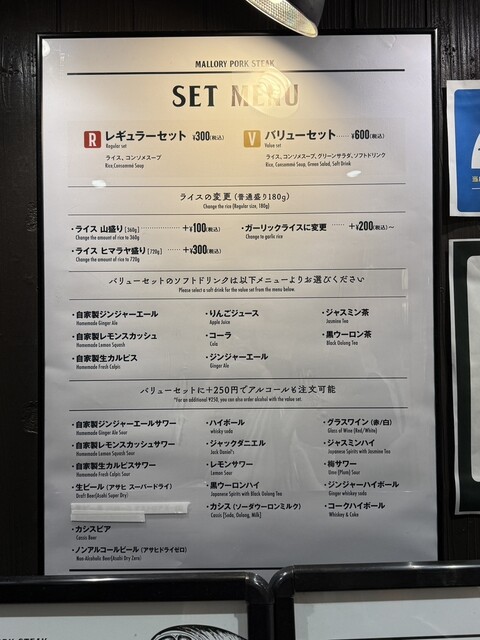 MALLORY PORK STEAK
SET MENU
R レギュラーセット ¥300(税込)
Regular set
ライス、コンソメスープ
Rice, Consommé Soup
V バリューセット …… ¥600(税込)
Value set
ライス、コンソメスープ、グリーンサラダ、ソフトドリンク
Rice, Consommé Soup, Green Salad, Soft Drink
ライスの変更 (普通盛り180g)
Change the rice (Regular size, 180g)
・ライス 山盛り [360g] ………… +¥100(税込)
Change the amount of rice to 360g
・ライス ヒマラヤ盛り [720g] ……… +¥300(税込)
Change the amount of rice to 720g
・ガーリックライスに変更 …… +¥200(税込)～
Change to garlic rice
バリューセットのソフトドリンクは以下メニューよりお選びください
Please select a soft drink for the value set from the menu below.
・自家製ジンジャーエール
Homemade Ginger Ale
・自家製レモンスカッシュ
Homemade Lemon Squash
・自家製生カルピス
Homemade Fresh Calpis
・りんごジュース
Apple Juice
・コーラ
Cola
・ジンジャーエール
Ginger Ale
・ジャスミン茶
Jasmine Tea
・黒ウーロン茶
Black Oolong Tea
バリューセットに+250円でアルコールも注文可能
*For an additional ¥250, you can also order alcohol with the value set.
・自家製ジンジャーエールサワー
Homemade Ginger Ale Sour
・自家製レモンスカッシュサワー
Homemade Lemon Squash Sour
・自家製生カルピスサワー
Homemade Fresh Calpis Sour
・生ビール (アサヒ スーパードライ)
Draft Beer(Asahi Super Dry)
・カシスビア
Cassis Beer
・ノンアルコールビール (アサヒドライゼロ)
Non-Alcoholic Beer(Asahi Dry Zero)
・ハイボール
whisky soda
・ジャックダニエル
Jack Daniel's
・レモンサワー
Lemon Sour
・黒ウーロンハイ
Japanese Spirits with Black Oolong Tea
・カシス (ソーダウーロンミルク)
Cassis [Soda, Oolong, Milk]
・グラスワイン (赤/白)
Glass of Wine (Red/White)
・ジャスミンハイ
Japanese Spirits with Jasmine Tea
・梅サワー
Ume (Plum) Sour
・ジンジャーハイボール
Ginger whiskey soda
・コークハイボール
Whiskey & Coke